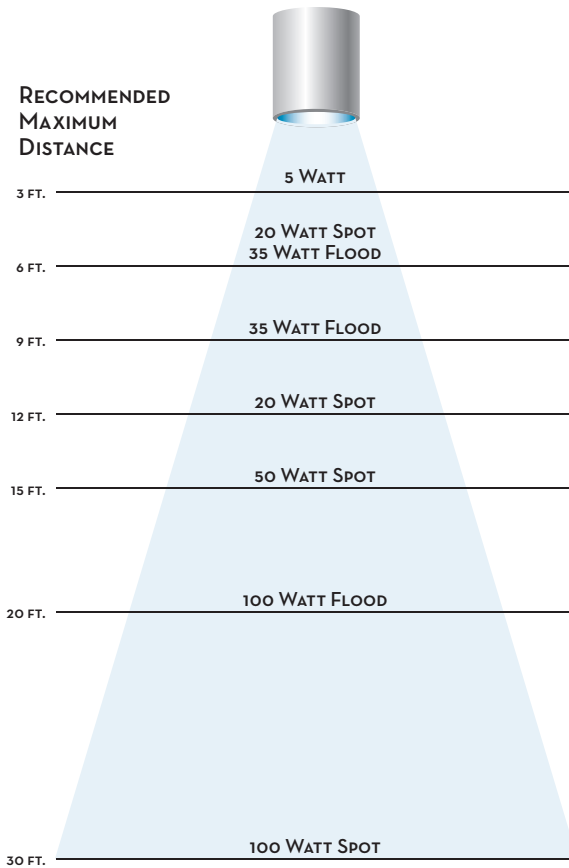 Recommended
Maximum
Distance
5 Watt
3 ft.
20 Watt Spot
35 Watt Flood
6 ft.
35 Watt Flood
9 ft.
20 Watt Spot
12 ft.
50 Watt Spot
15 ft.
100 Watt Flood
20 ft.
100 Watt Spot
30 ft.